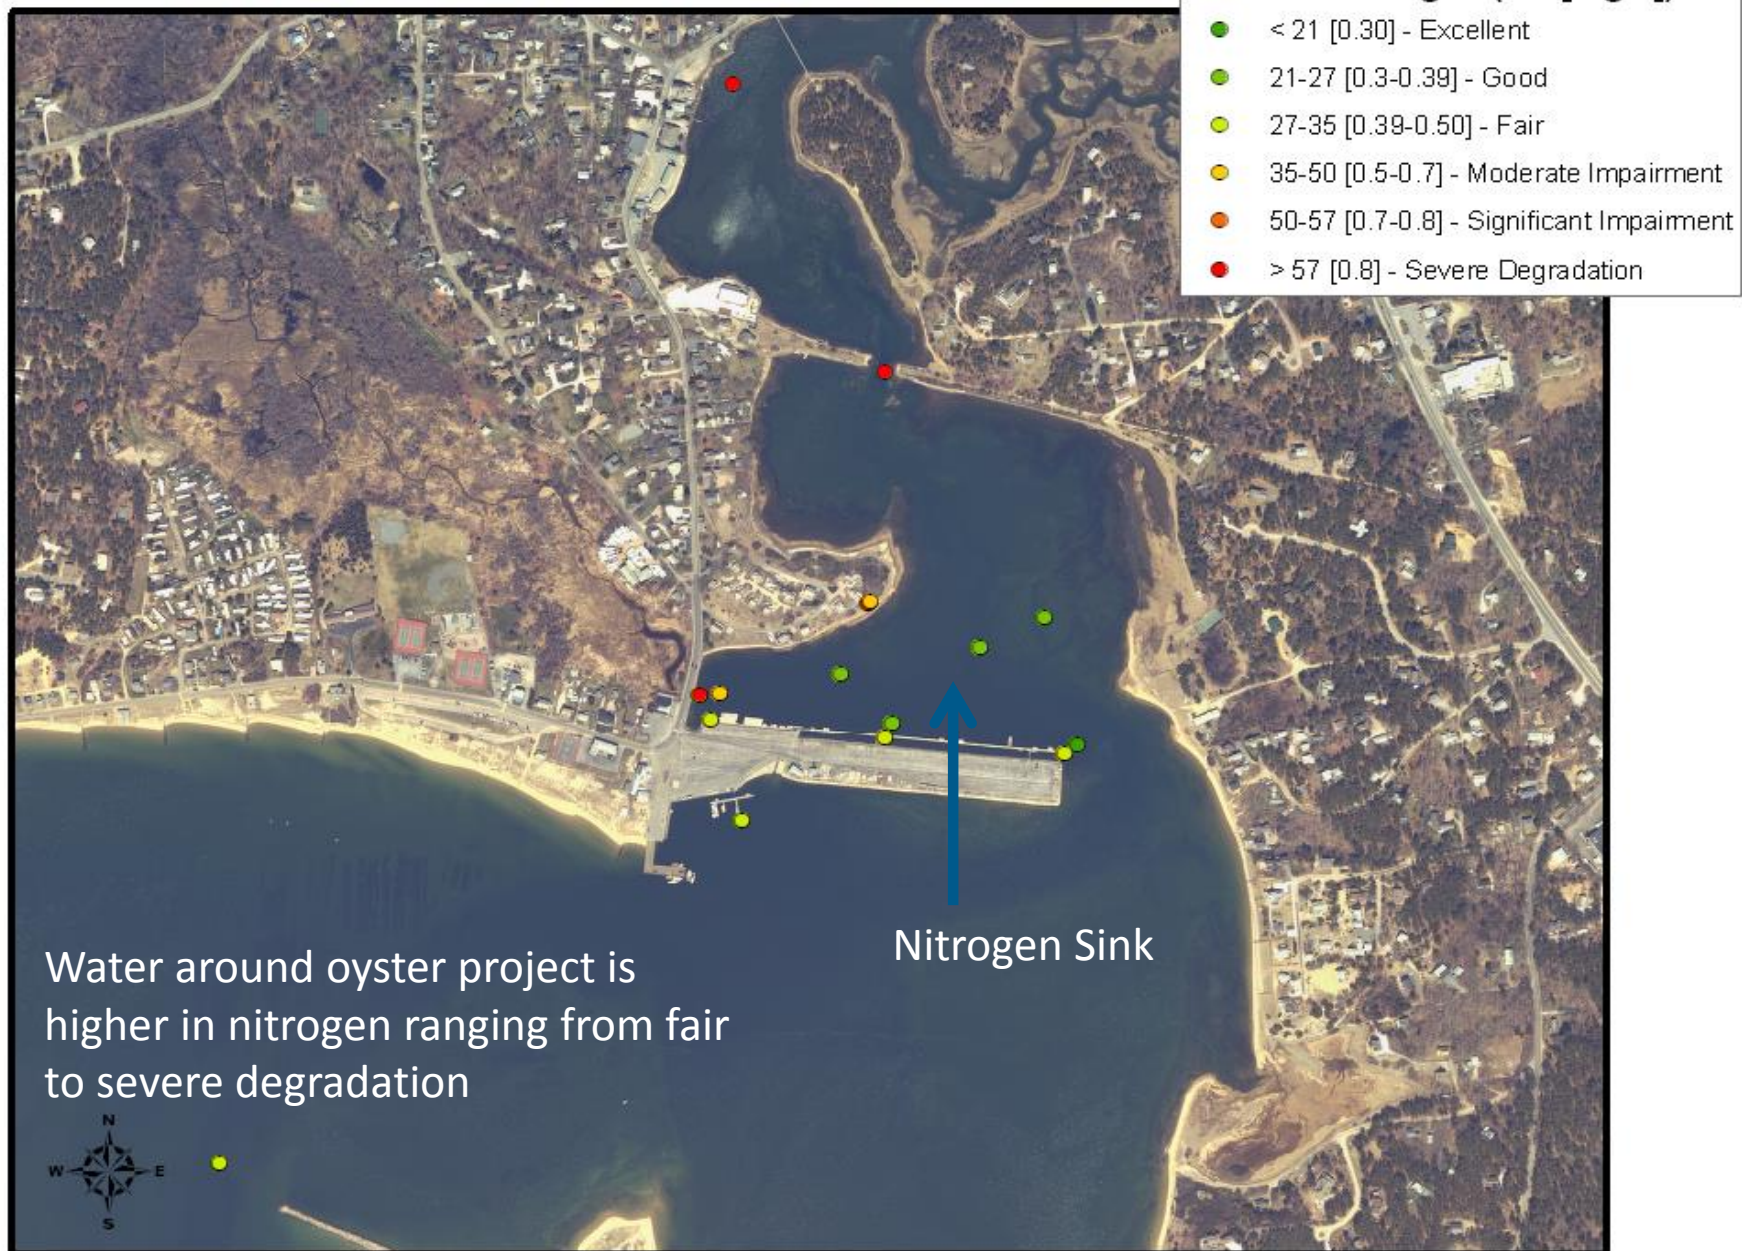 < 21 [0.30] - Excellent
21-27 [0.3-0.39] - Good
27-35 [0.39-0.50] - Fair
35-50 [0.5-0.7] - Moderate Impairment
50-57 [0.7-0.8] - Significant Impairment
> 57 [0.8] - Severe Degradation
Nitrogen Sink
Water around oyster project is
higher in nitrogen ranging from fair
to severe degradation
N
W E
S